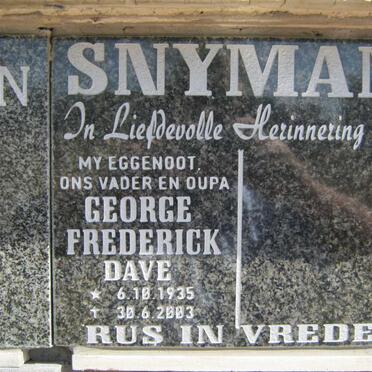 N
SNYMAN
In Liefdevolle Herinnering
MY EGGENOOT,
ONS VADER EN OUPA
GEORGE
FREDERICK
DAVE
* 6.10.1935
† 30.6.2003
RUS IN VREDE